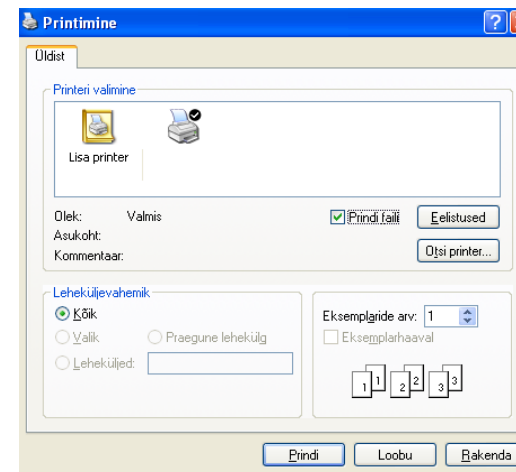 Printimine
Üldist
Printeri valimine
Lisa printer
Olek: Valmis
Prindi faili
Eelistused
Asukoht:
Kommentaar:
Otsi printer...
Leheküljevahemik
Kõik
Valik
Praegune lehekülg
Leheküljed:
Eksemplaride arv: 1
Eksemplarhaaval
1 1 2 2 3 3
Prindi
Loobu
Rakenda